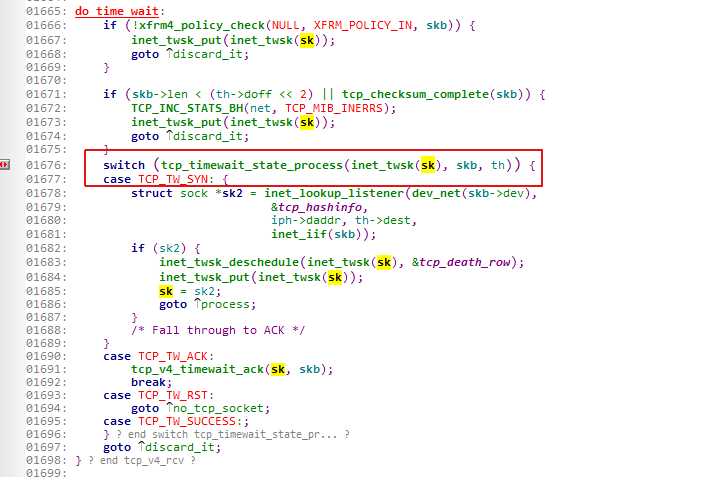 01665: do_time_wait:
01666: if (!xfrm4_policy_check(NULL, XFRM_POLICY_IN, skb)) {
01667: inet_twsk_put(inet_twsk(sk));
01668: goto ↑discard_it;
01669: }
01670:
01671: if (skb->len < (th->doff << 2) || tcp_checksum_complete(skb)) {
01672: TCP_INC_STATS_BH(net, TCP_MIB_INERRS);
01673: inet_twsk_put(inet_twsk(sk));
01674: goto ↑discard_it;
01675: }
01676: switch (tcp_timewait_state_process(inet_twsk(sk), skb, th)) {
01677: case TCP_TW_SYN: {
01678: struct sock *sk2 = inet_lookup_listener(dev_net(skb->dev),
01679: &tcp_hashinfo,
01680: iph->daddr, th->dest,
01681: inet_iif(skb));
01682: if (sk2) {
01683: inet_twsk_deschedule(inet_twsk(sk), &tcp_death_row);
01684: inet_twsk_put(inet_twsk(sk));
01685: sk = sk2;
01686: goto ↑process;
01687: }
01688: /* Fall through to ACK */
01689: }
01690: case TCP_TW_ACK:
01691: tcp_v4_timewait_ack(sk, skb);
01692: break;
01693: case TCP_TW_RST:
01694: goto ↑no_tcp_socket;
01695: case TCP_TW_SUCCESS:;
01696: } ? end switch tcp_timewait_state_pr... ?
01697: goto ↑discard_it;
01698: } ? end tcp_v4_rcv ?
01699: